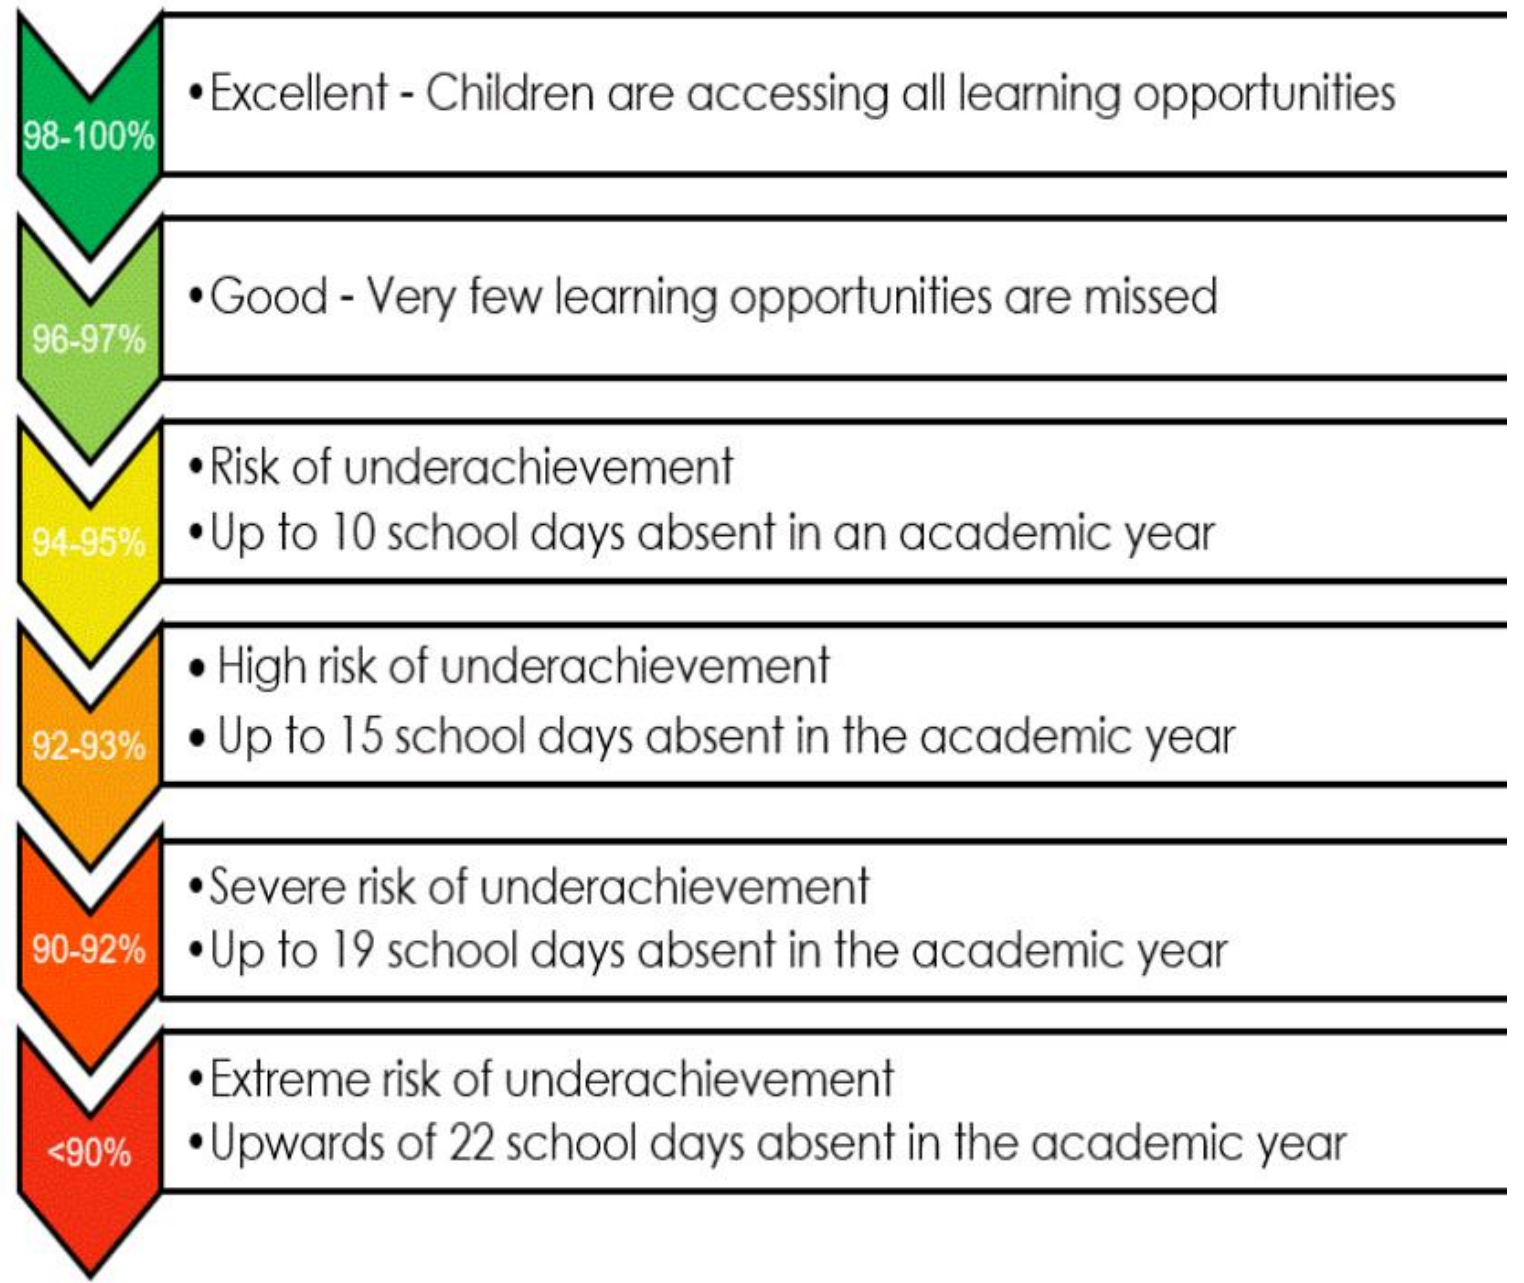 98-100%
•Excellent - Children are accessing all learning opportunities
96-97%
•Good - Very few learning opportunities are missed
94-95%
•Risk of underachievement
•Up to 10 school days absent in an academic year
92-93%
• High risk of underachievement
• Up to 15 school days absent in the academic year
90-92%
•Severe risk of underachievement
•Up to 19 school days absent in the academic year
<90%
•Extreme risk of underachievement
•Upwards of 22 school days absent in the academic year